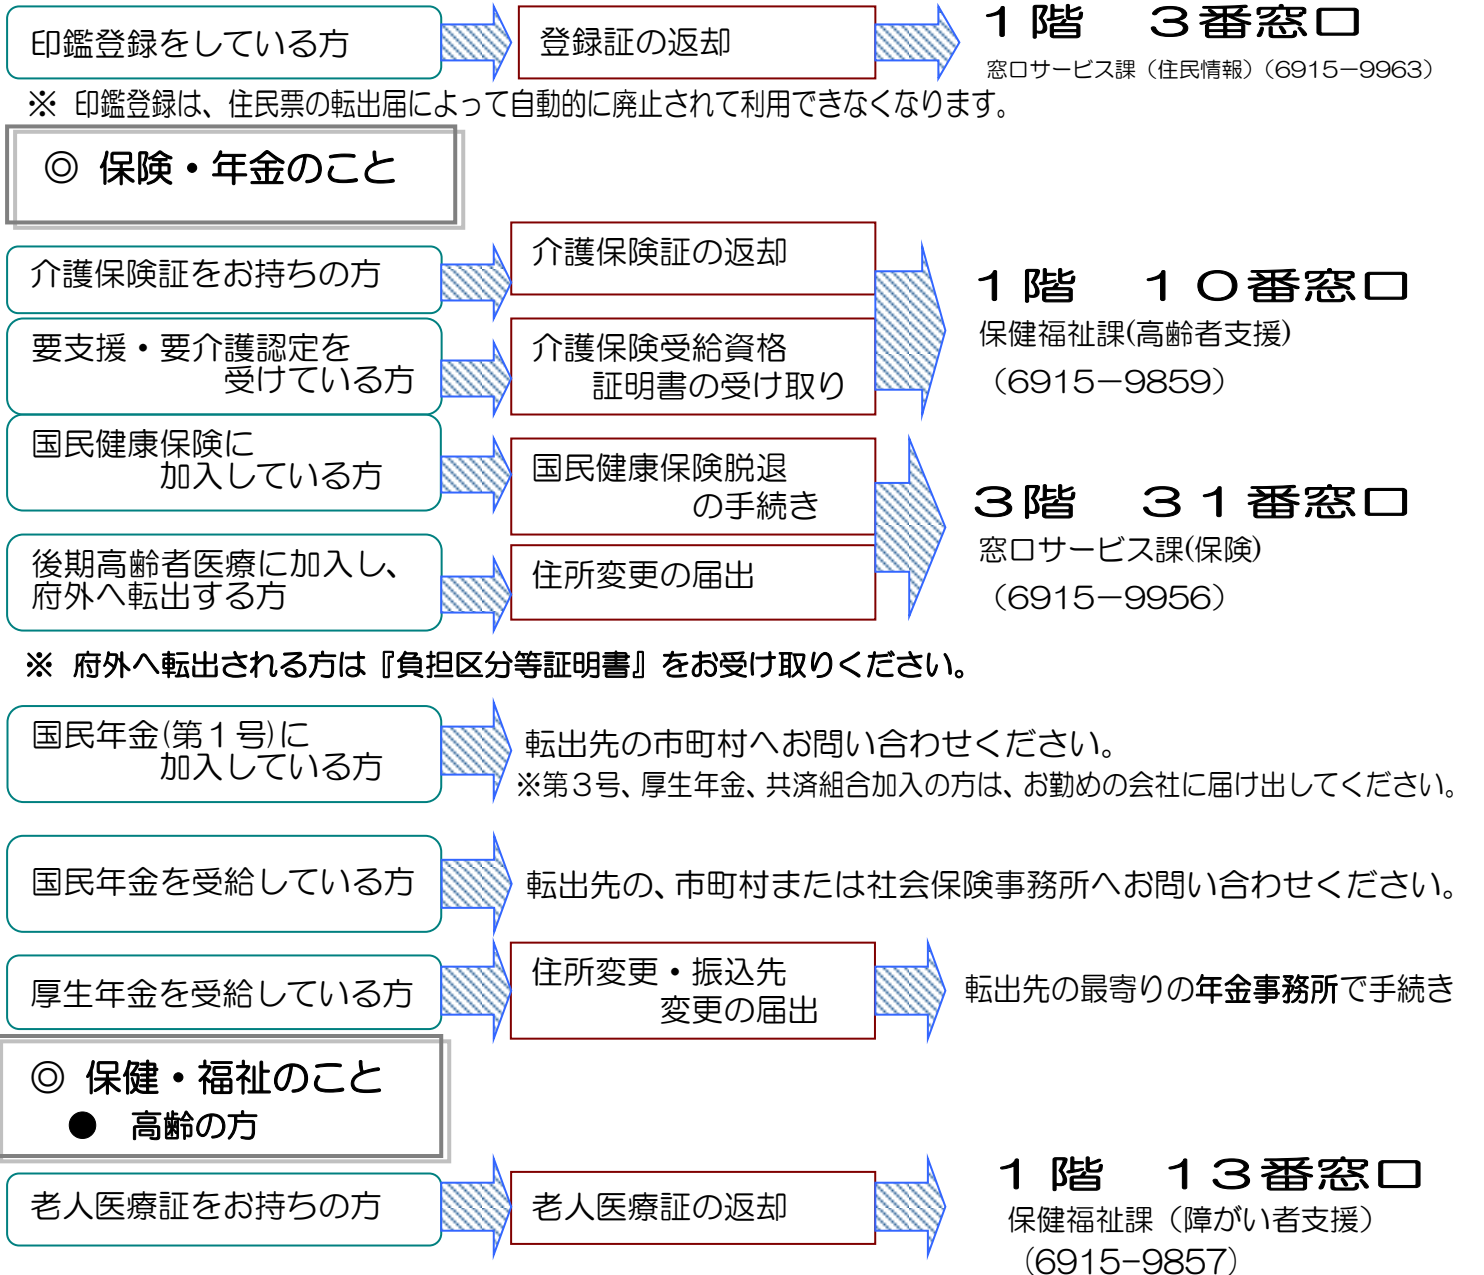 印鑑登録をしている方
登録証の返却
１階　３番窓口
窓口サービス課（住民情報）（6915－9963）
※ 印鑑登録は、住民票の転出届によって自動的に廃止されて利用できなくなります。
◎ 保険・年金のこと
介護保険証をお持ちの方
介護保険証の返却
１階　１０番窓口
保健福祉課(高齢者支援)
（6915－9859）
要支援・要介護認定を
受けている方
介護保険受給資格
証明書の受け取り
国民健康保険に
加入している方
国民健康保険脱退
の手続き
３階　３１番窓口
窓口サービス課(保険)
（6915－9956）
後期高齢者医療に加入し、
府外へ転出する方
住所変更の届出
※ 府外へ転出される方は『負担区分等証明書』をお受け取りください。
国民年金(第１号)に
加入している方
転出先の市町村へお問い合わせください。
※第３号、厚生年金、共済組合加入の方は、お勤めの会社に届け出してください。
国民年金を受給している方
転出先の、市町村または社会保険事務所へお問い合わせください。
厚生年金を受給している方
住所変更・振込先
変更の届出
転出先の最寄りの年金事務所で手続き
◎ 保健・福祉のこと
●　高齢の方
老人医療証をお持ちの方
老人医療証の返却
１階　１３番窓口
保健福祉課（障がい者支援）
（6915-9857）